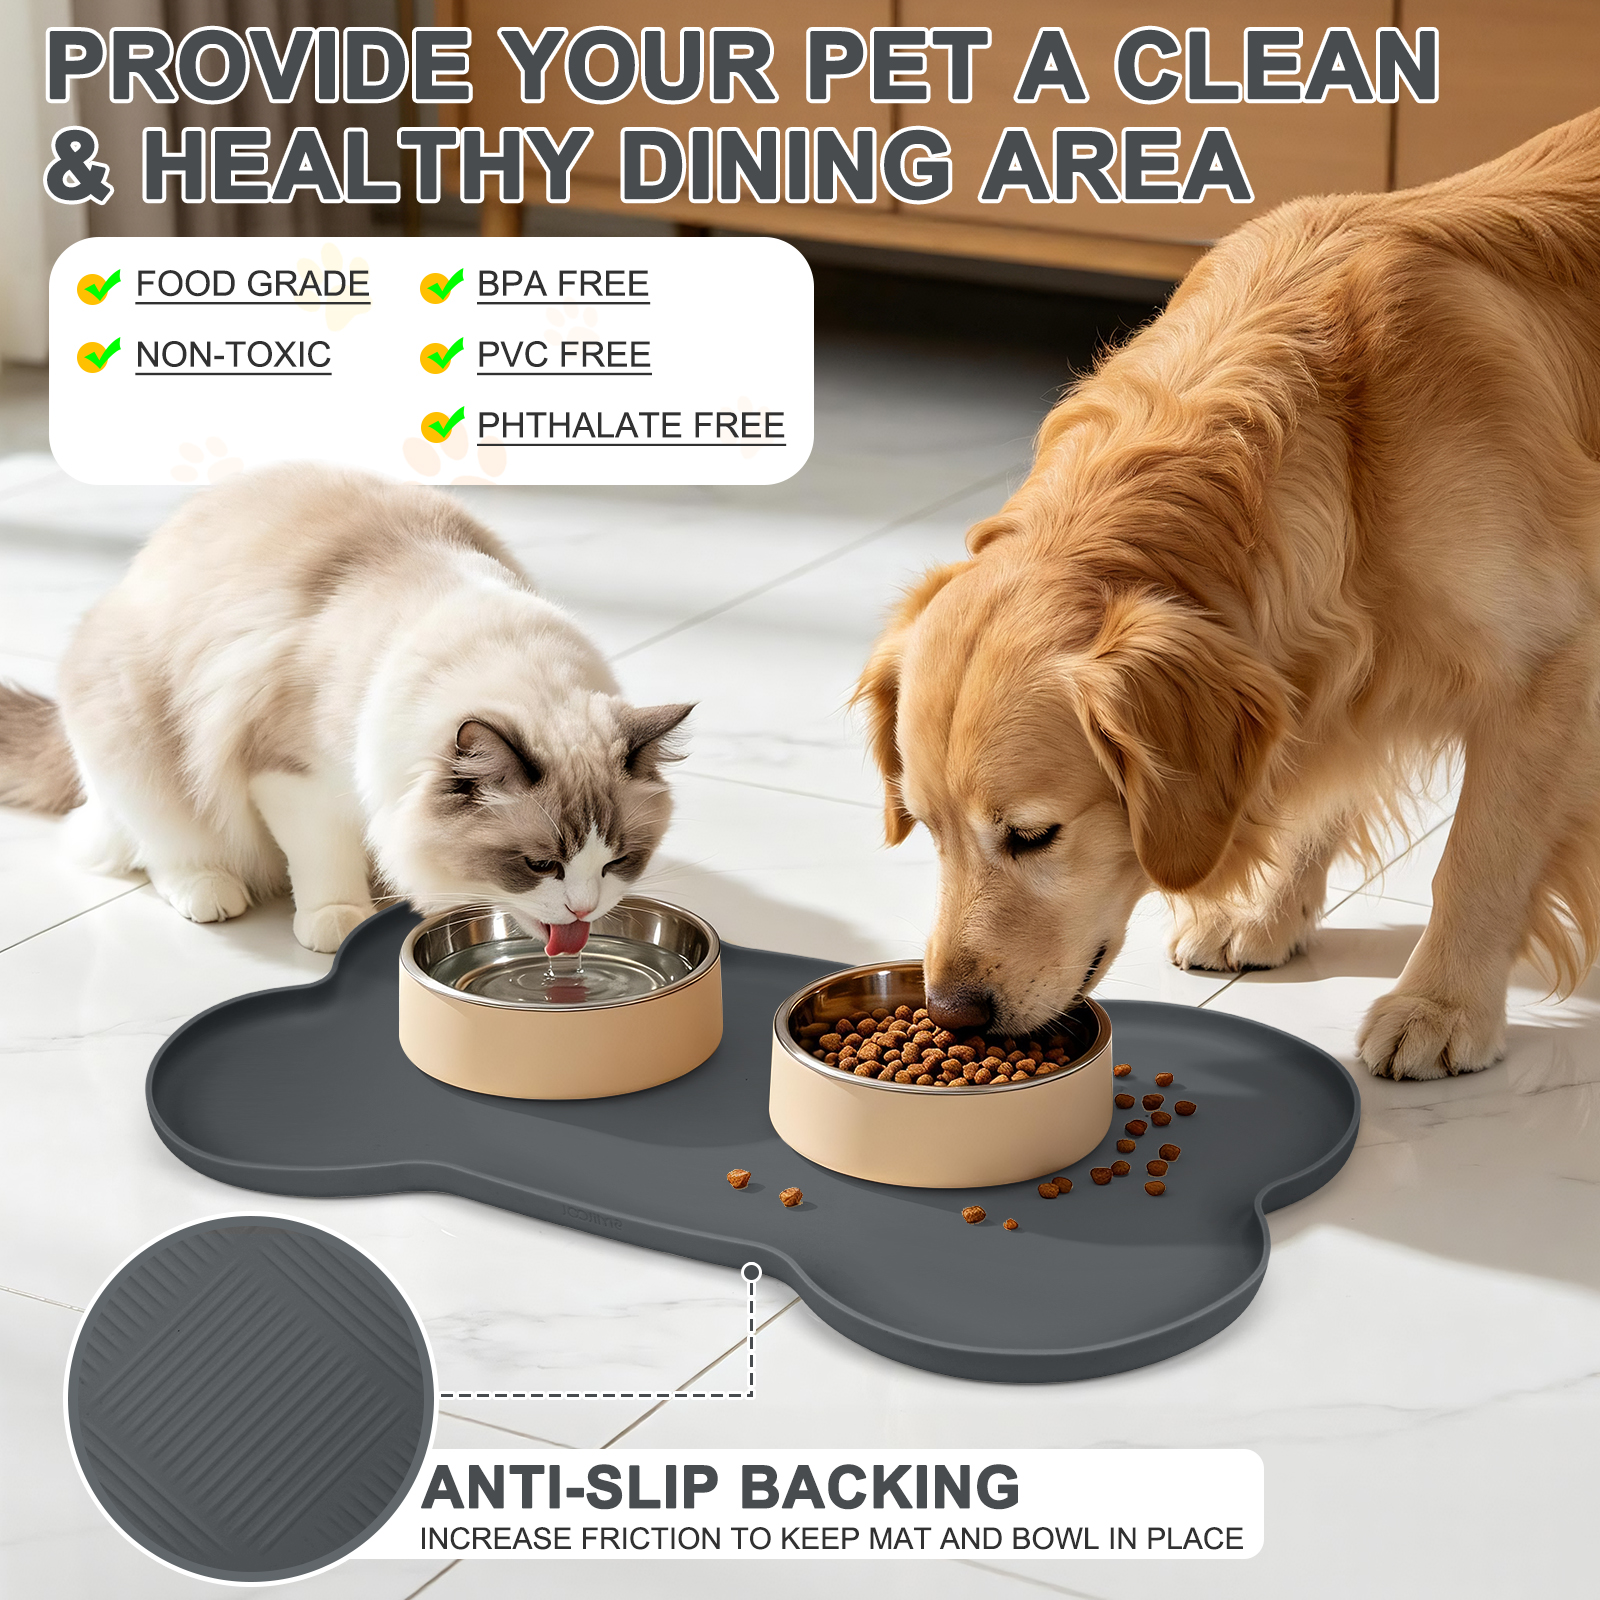 PROVIDE YOUR PET A CLEAN
& HEALTHY DINING AREA
FOOD GRADE
NON-TOXIC
BPA FREE
PVC FREE
PHTHALATE FREE
ANTI-SLIP BACKING
INCREASE FRICTION TO KEEP MAT AND BOWL IN PLACE